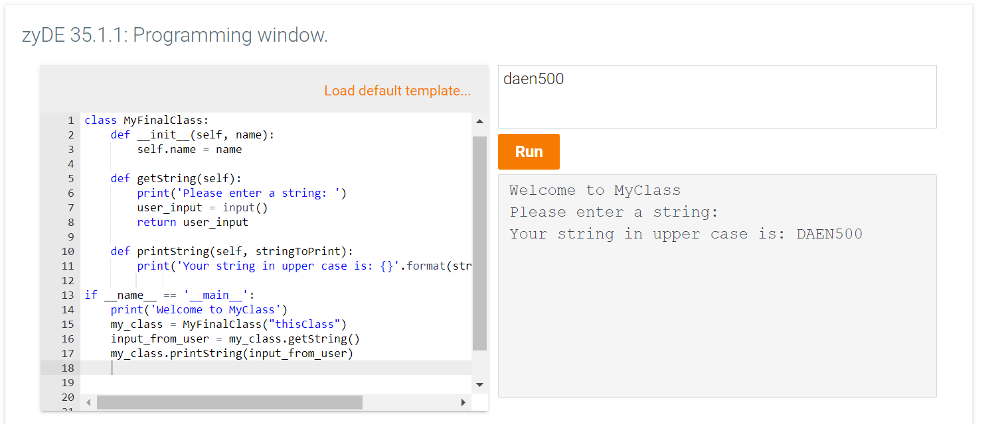 zyDE 35.1.1: Programming window.
Load default template...
1 class MyFinalClass:
2     def __init__(self, name):
3         self.name = name
4
5     def getString(self):
6         print('Please enter a string: ')
7         user_input = input()
8         return user_input
9
10     def printString(self, stringToPrint):
11         print('Your string in upper case is: {}'.format(str
12
13 if __name__ == '__main__':
14     print('Welcome to MyClass')
15     my_class = MyFinalClass("thisClass")
16     input_from_user = my_class.getString()
17     my_class.printString(input_from_user)
18
19
20
21
daen500
Run
Welcome to MyClass
Please enter a string:
Your string in upper case is: DAEN500